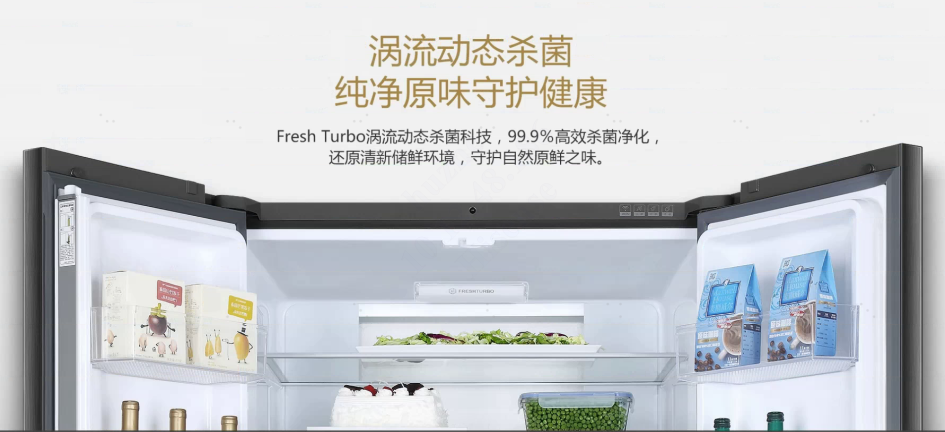 涡流动态杀菌
纯净原味守护健康
Fresh Turbo涡流动态杀菌科技，99.9%高效杀菌净化，
还原清新储鲜环境，守护自然原鲜之味。
FRESHTURBO